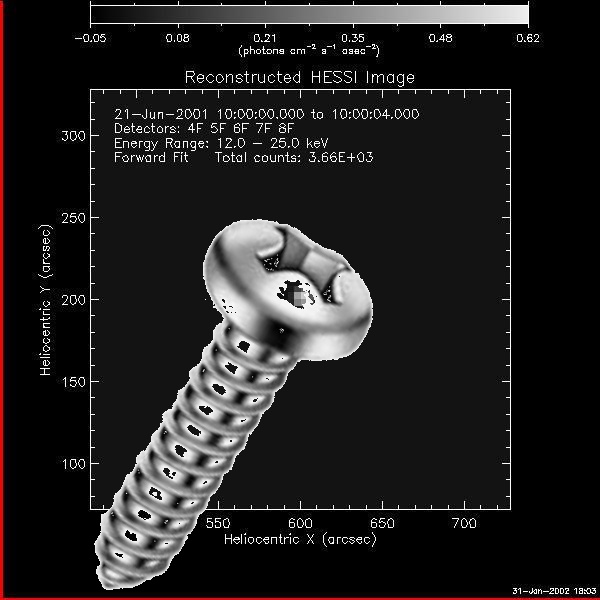 -0.05 0.08 0.21 0.35 0.48 0.62
(photons cm⁻² s⁻¹ asec⁻²)
Reconstructed HESSI Image
21-Jun-2001 10:00:00.000 to 10:00:04.000
Detectors: 4F 5F 6F 7F 8F
Energy Range: 12.0 - 25.0 keV
Forward Fit Total counts: 3.66E+03
300
250
200
150
100
Heliocentric Y (arcsec)
550 600 650 700
Heliocentric X (arcsec)
31-Jan-2002 18:03